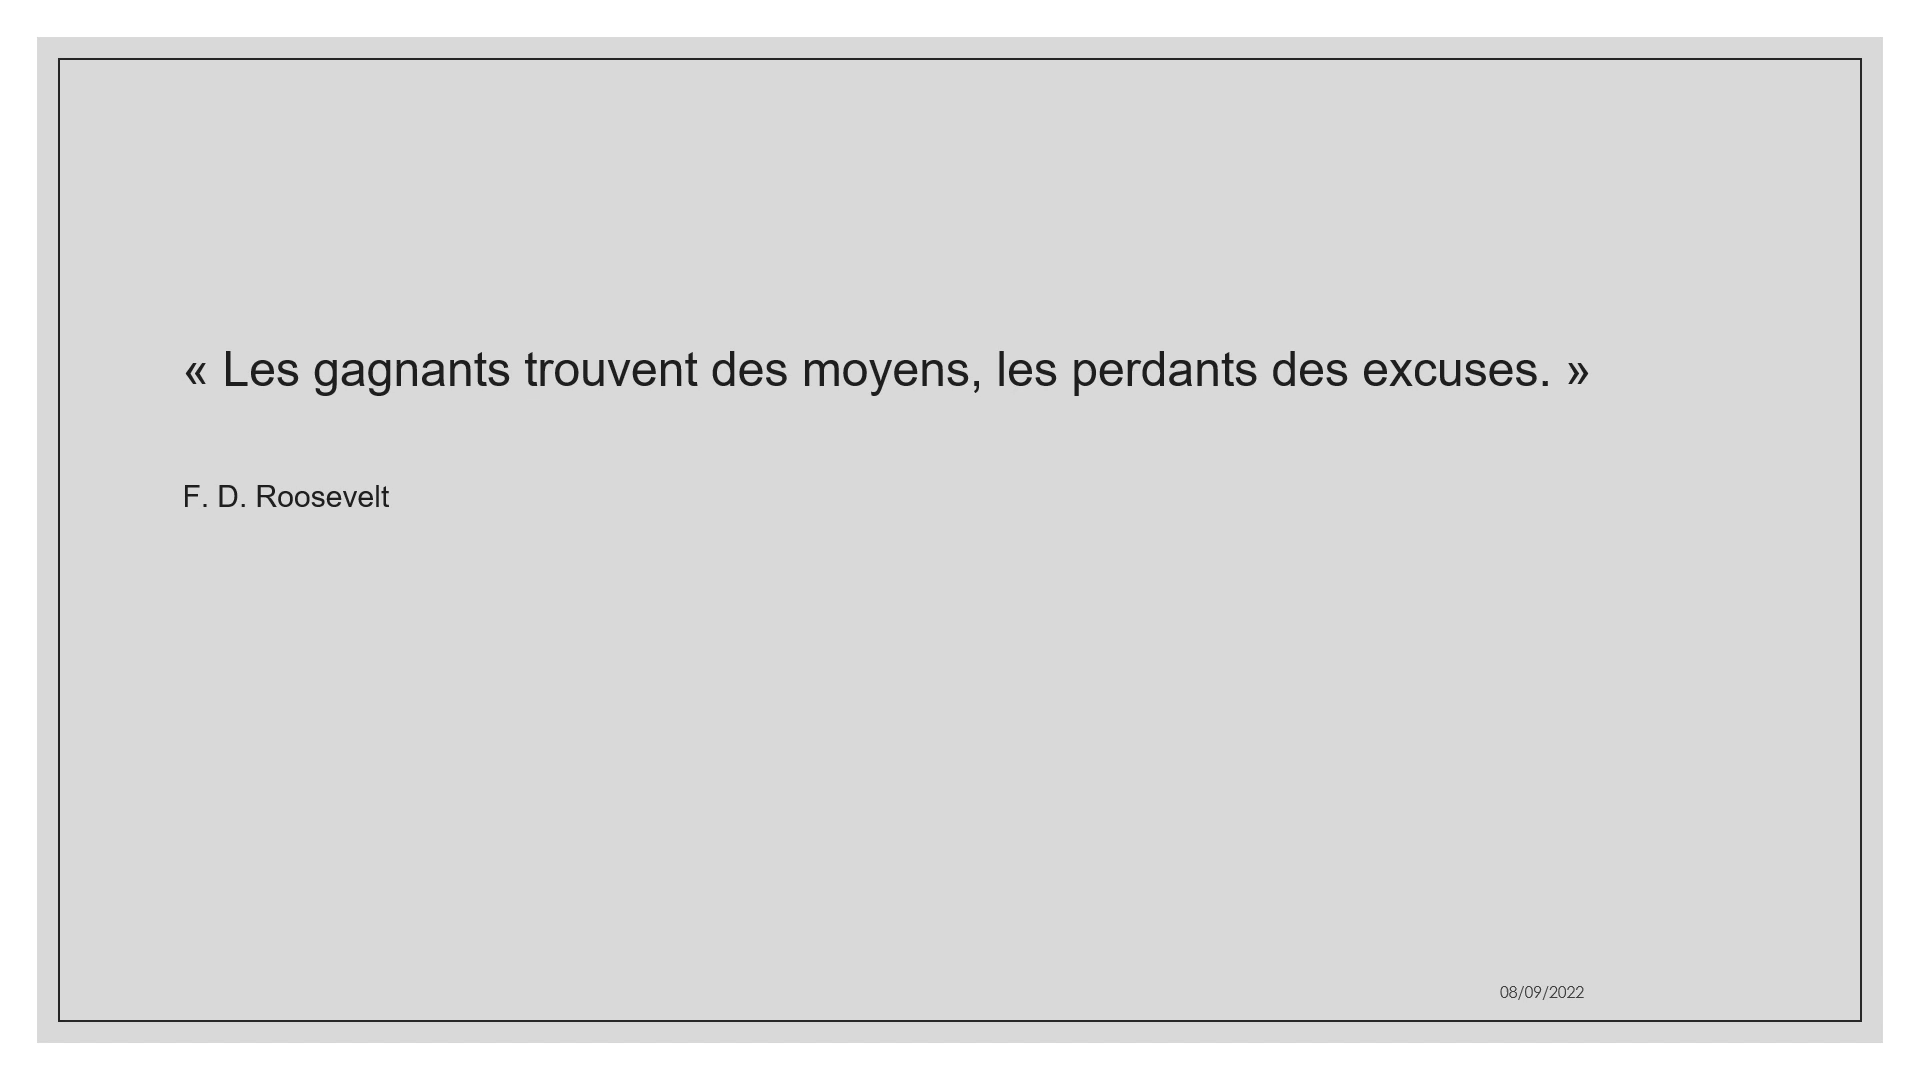 « Les gagnants trouvent des moyens, les perdants des excuses. »
F. D. Roosevelt
08/09/2022